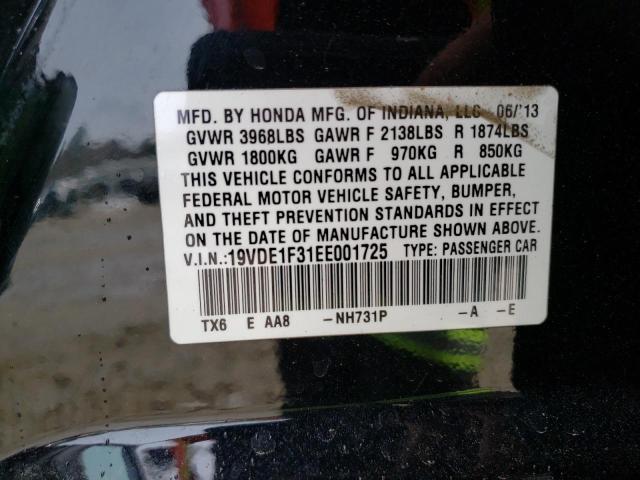 MFD. BY HONDA MFG. OF INDIANA, LLC 06/'13
GVWR 3968LBS GAWR F 2138LBS R 1874LBS
GVWR 1800KG GAWR F 970KG R 850KG
THIS VEHICLE CONFORMS TO ALL APPLICABLE
FEDERAL MOTOR VEHICLE SAFETY, BUMPER,
AND THEFT PREVENTION STANDARDS IN EFFECT
ON THE DATE OF MANUFACTURE SHOWN ABOVE.
V.I.N.:19VDE1F31EE001725 TYPE: PASSENGER CAR
TX6 E AA8 -NH731P -A -E